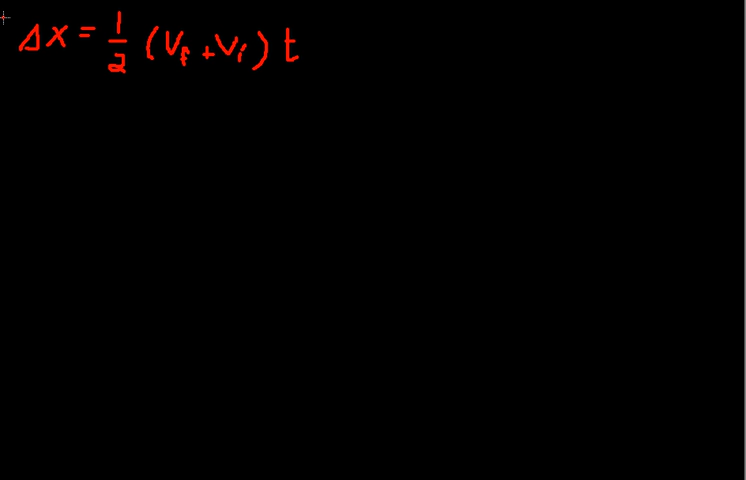 Δx = 1/2 (Vf + Vi) t